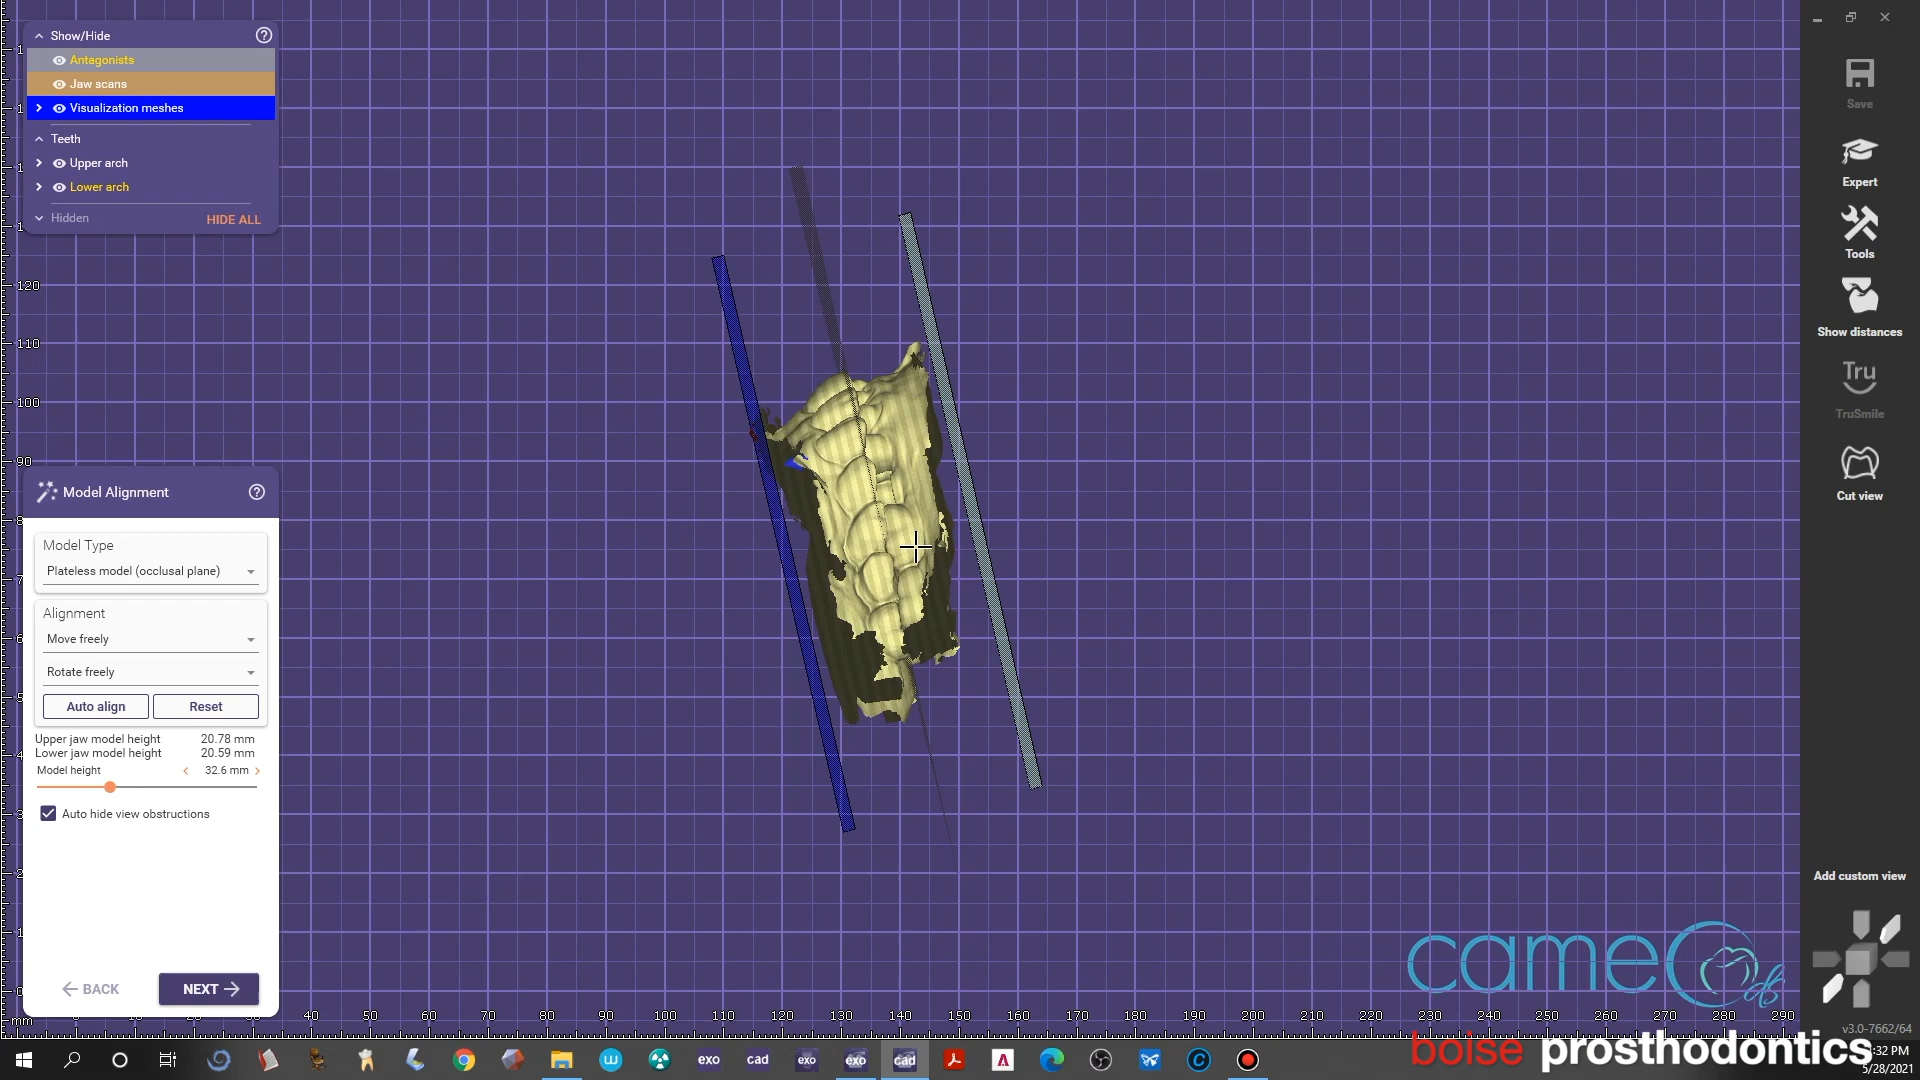 Show/Hide
Antagonists
Jaw scans
Visualization meshes
Teeth
Upper arch
Lower arch
Hidden HIDE ALL
120
110
100
90
Model Alignment
Model Type
Plateless model (occlusal plane)
Alignment
Move freely
Rotate freely
Auto align Reset
Upper jaw model height 20.78 mm
Lower jaw model height 20.59 mm
Model height 32.6 mm
Auto hide view obstructions
BACK NEXT
mm 40 50 60 70 80 90 100 110 120 130 140 150 160 170 180 190 200 210 220 230 240 250 260 270 280 290
Save
Expert
Tools
Show distances
Tru
TruSmile
Cut view
Add custom view
cameo ds
v3.0-7662/64
boise prosthodontics
exo cad exo exo cad
:32 PM
5/28/2021